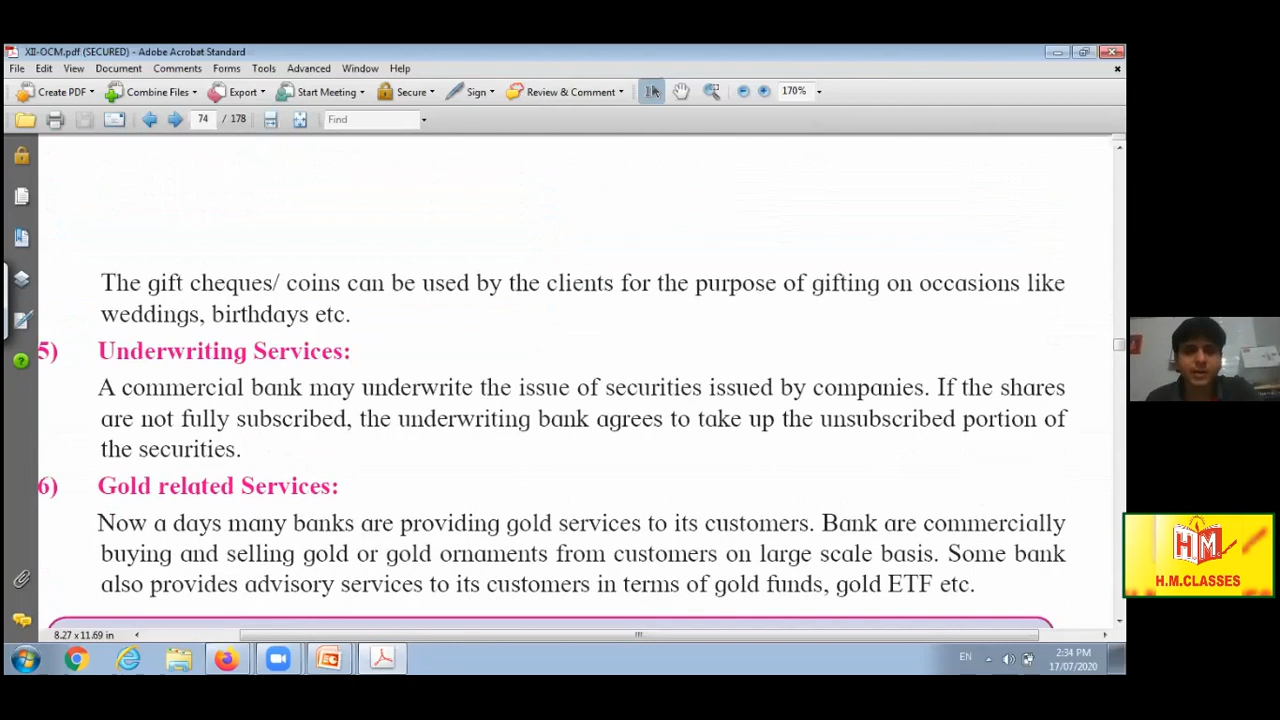 XII-OCM.pdf (SECURED) - Adobe Acrobat Standard
File Edit View Document Comments Forms Tools Advanced Window Help
Create PDF Combine Files Export Start Meeting Secure Sign Review & Comment 170%
74 / 178 Find
The gift cheques/ coins can be used by the clients for the purpose of gifting on occasions like
weddings, birthdays etc.
5) Underwriting Services:
A commercial bank may underwrite the issue of securities issued by companies. If the shares
are not fully subscribed, the underwriting bank agrees to take up the unsubscribed portion of
the securities.
6) Gold related Services:
Now a days many banks are providing gold services to its customers. Bank are commercially
buying and selling gold or gold ornaments from customers on large scale basis. Some bank
also provides advisory services to its customers in terms of gold funds, gold ETF etc.
8.27 x 11.69 in
EN 2:34 PM
17/07/2020
HM
H.M.CLASSES